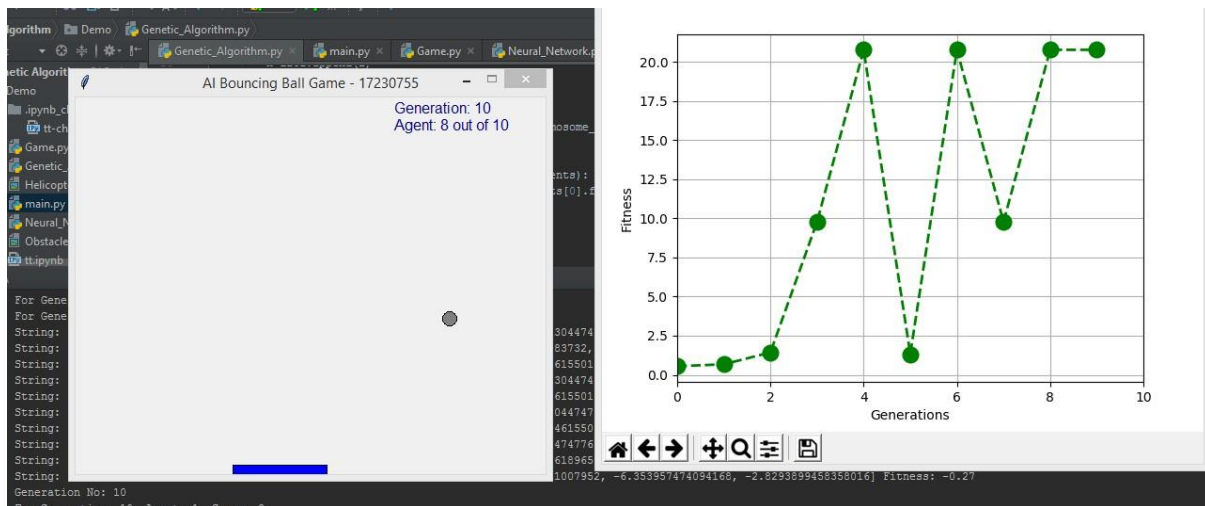 lgorithm Demo Genetic_Algorithm.py
Genetic_Algorithm.py main.py Game.py Neural_Network.p
netic Algorit
Demo
.ipynb_cl
tt-ch
Game.py
Genetic_
Helicopt
main.py
Neural_N
Obstacle
tt.ipynb
AI Bouncing Ball Game - 17230755
Generation: 10
Agent: 8 out of 10
nosome_
ents):
s[0].f
For Gene
For Gene
String: 304474
String: 83732,
String: 615501
String: 304474
String: 615501
String: 044747
String: 461550
String: 474776
String: 618965
String: 1007952, -6.353957474094168, -2.8293899458358016] Fitness: -0.27
Generation No: 10
Fitness
20.0
17.5
15.0
12.5
10.0
7.5
5.0
2.5
0.0
0 2 4 6 8 10
Generations